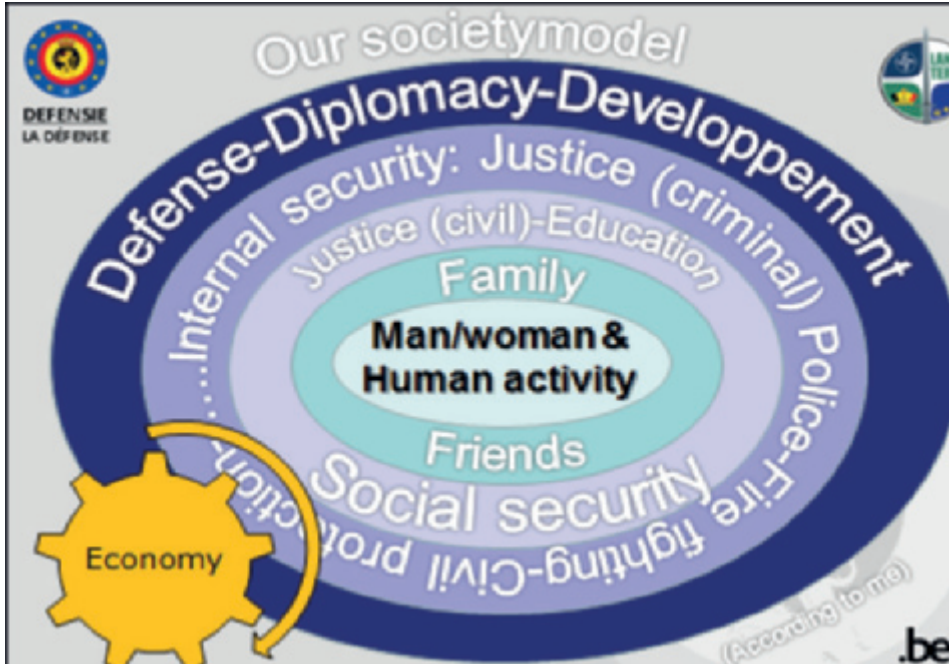 Our societymodel
DEFENSIE
LA DÉFENSE
LAN
Defense-Diplomacy-Developpement
Internal security: Justice (criminal) Police-Fire fighting-Civil protection-.....
Justice (civil)-Education
Social security
Family
Friends
Man/woman &
Human activity
Economy
(According to me)
.be